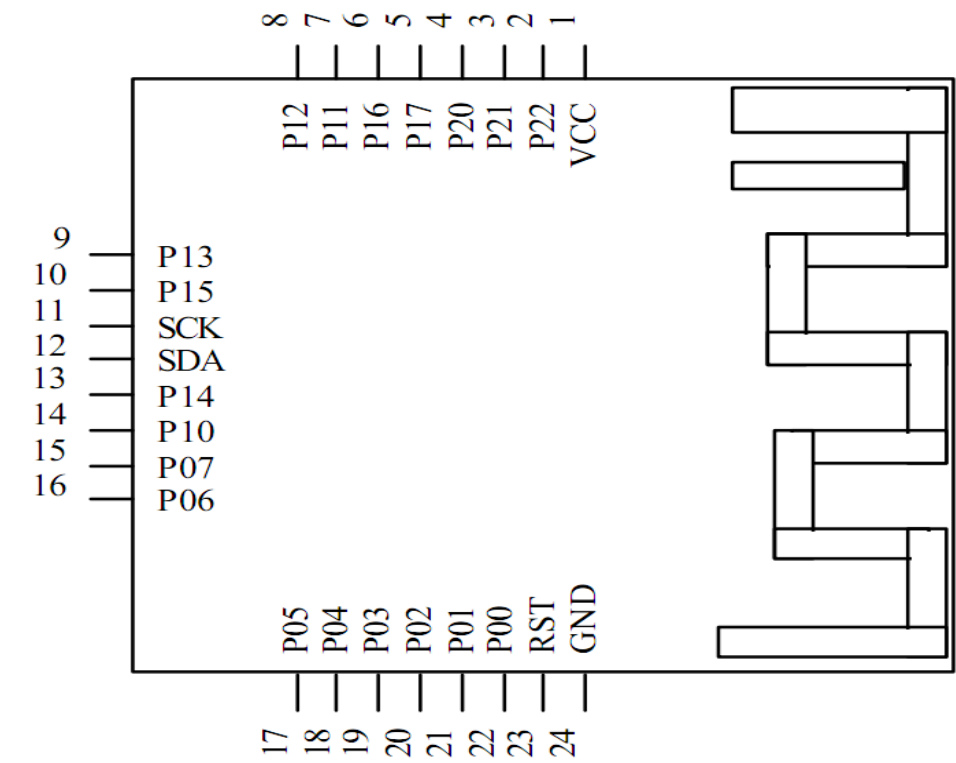 8 7 6 5 4 3 2 1
P12 P11 P16 P17 P20 P21 P22 VCC
9 P13
10 P15
11 SCK
12 SDA
13 P14
14 P10
15 P07
16 P06
P05 P04 P03 P02 P01 P00 RST GND
17 18 19 20 21 22 23 24